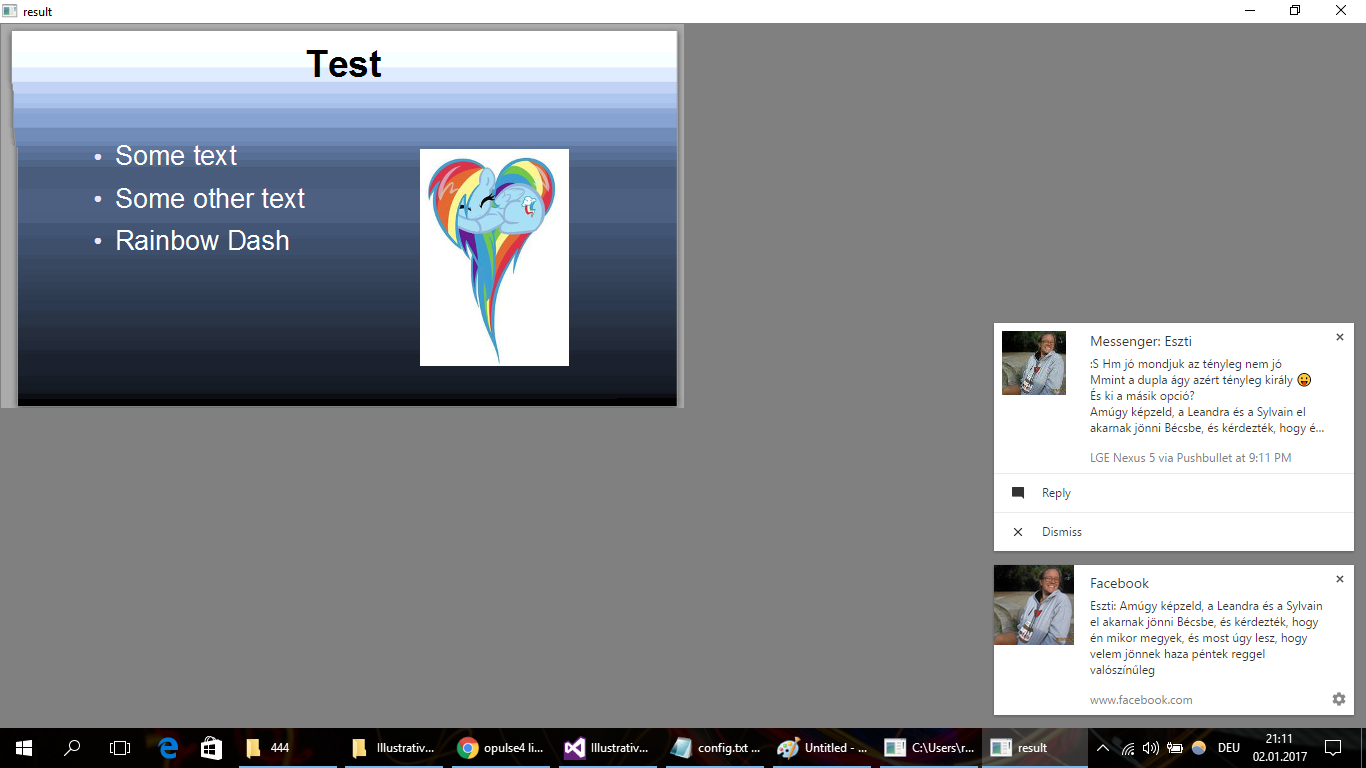 result
Test
• Some text
• Some other text
• Rainbow Dash
Messenger: Eszti
:S Hm jó mondjuk az tényleg nem jó
Mmint a dupla ágy azért tényleg király 😛
És ki a másik opció?
Amúgy képzeld, a Leandra és a Sylvain el
akarnak jönni Bécsbe, és kérdezték, hogy é...
LGE Nexus 5 via Pushbullet at 9:11 PM
Reply
Dismiss
Facebook
Eszti: Amúgy képzeld, a Leandra és a Sylvain
el akarnak jönni Bécsbe, és kérdezték, hogy
én mikor megyek, és most úgy lesz, hogy
velem jönnek haza péntek reggel
valószínűleg
www.facebook.com
444
Illustrativ...
opulse4 li...
Illustrativ...
config.txt ...
Untitled - ...
C:\Users\r...
result
DEU
21:11
02.01.2017